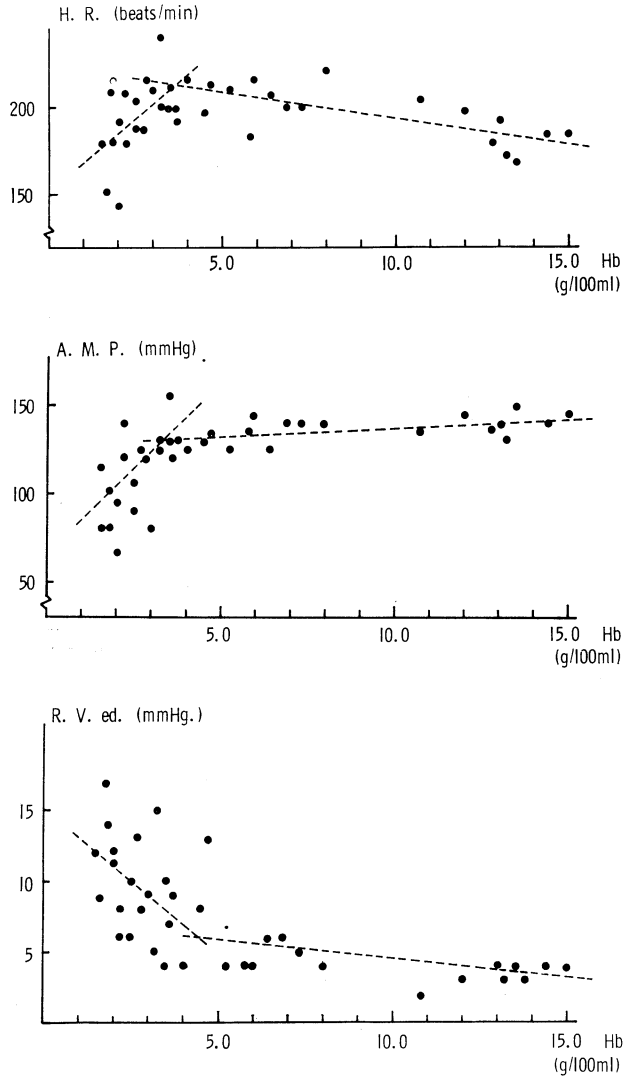 H. R. (beats/min)
200
150
5.0 10.0 15.0 Hb
(g/100ml)
A. M. P. (mmHg)
150
100
50
5.0 10.0 15.0 Hb
(g/100ml)
R. V. ed. (mmHg.)
15
10
5
5.0 10.0 15.0 Hb
(g/100ml)